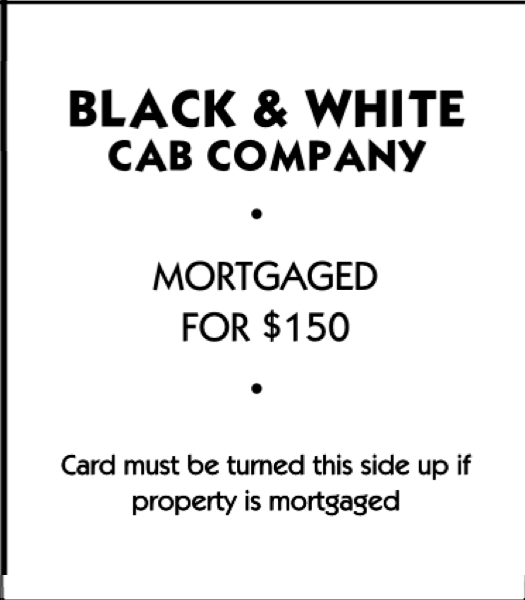 BLACK & WHITE
CAB COMPANY
•
MORTGAGED
FOR $150
•
Card must be turned this side up if
property is mortgaged